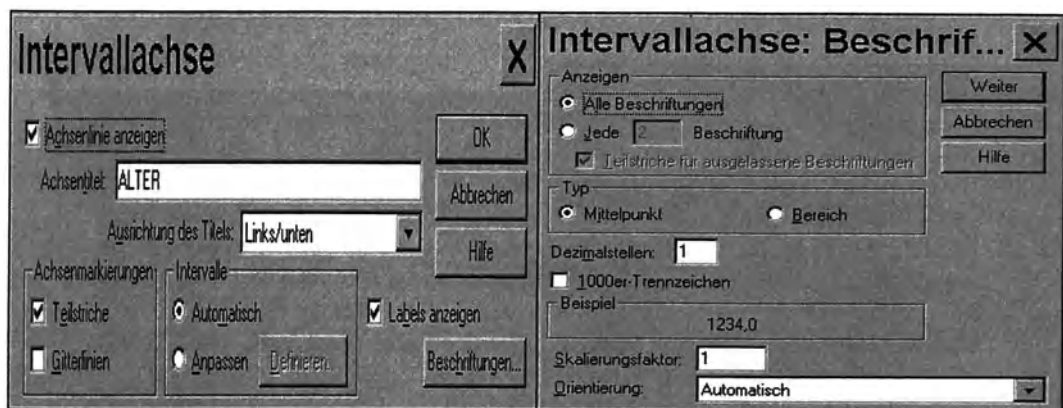 Intervallachse
X
Achsenlinie anzeigen
OK
Achsentitel: ALTER
Abbrechen
Ausrichtung des Titels: Links/unten
Hilfe
Achsenmarkierungen
Intervalle
Teilstriche
Automatisch
Labels anzeigen
Gitterlinien
Anpassen
Definieren...
Beschriftungen...
Intervallachse: Beschrif... X
Anzeigen
Alle Beschriftungen
Weiter
Jede 2 Beschriftung
Abbrechen
Teilstriche für ausgelassene Beschriftungen
Hilfe
Typ
Mittelpunkt
Bereich
Dezimalstellen: 1
1000er-Trennzeichen
Beispiel
1234,0
Skalierungsfaktor: 1
Orientierung: Automatisch